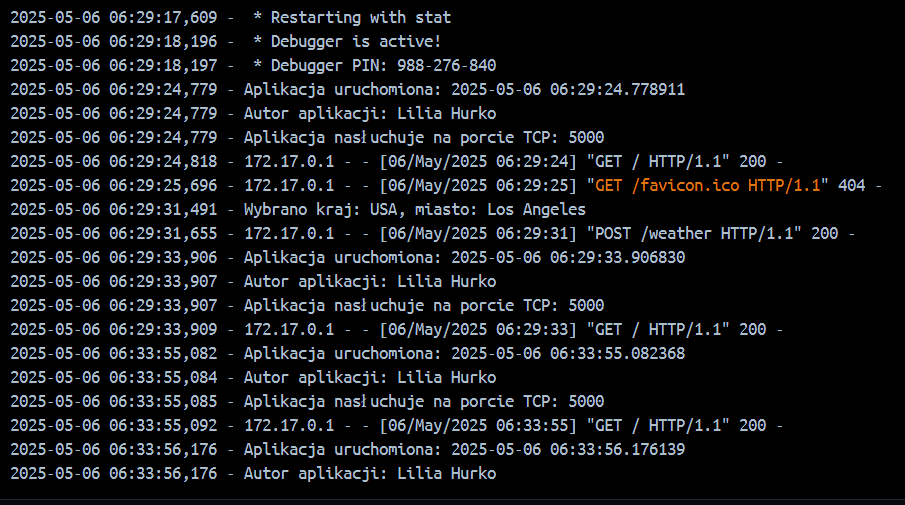 2025-05-06 06:29:17,609 -  * Restarting with stat
2025-05-06 06:29:18,196 -  * Debugger is active!
2025-05-06 06:29:18,197 -  * Debugger PIN: 988-276-840
2025-05-06 06:29:24,779 - Aplikacja uruchomiona: 2025-05-06 06:29:24.778911
2025-05-06 06:29:24,779 - Autor aplikacji: Lilia Hurko
2025-05-06 06:29:24,779 - Aplikacja nasłuchuje na porcie TCP: 5000
2025-05-06 06:29:24,818 - 172.17.0.1 - - [06/May/2025 06:29:24] "GET / HTTP/1.1" 200 -
2025-05-06 06:29:25,696 - 172.17.0.1 - - [06/May/2025 06:29:25] "GET /favicon.ico HTTP/1.1" 404 -
2025-05-06 06:29:31,491 - Wybrano kraj: USA, miasto: Los Angeles
2025-05-06 06:29:31,655 - 172.17.0.1 - - [06/May/2025 06:29:31] "POST /weather HTTP/1.1" 200 -
2025-05-06 06:29:33,906 - Aplikacja uruchomiona: 2025-05-06 06:29:33.906830
2025-05-06 06:29:33,907 - Autor aplikacji: Lilia Hurko
2025-05-06 06:29:33,907 - Aplikacja nasłuchuje na porcie TCP: 5000
2025-05-06 06:29:33,909 - 172.17.0.1 - - [06/May/2025 06:29:33] "GET / HTTP/1.1" 200 -
2025-05-06 06:33:55,082 - Aplikacja uruchomiona: 2025-05-06 06:33:55.082368
2025-05-06 06:33:55,084 - Autor aplikacji: Lilia Hurko
2025-05-06 06:33:55,085 - Aplikacja nasłuchuje na porcie TCP: 5000
2025-05-06 06:33:55,092 - 172.17.0.1 - - [06/May/2025 06:33:55] "GET / HTTP/1.1" 200 -
2025-05-06 06:33:56,176 - Aplikacja uruchomiona: 2025-05-06 06:33:56.176139
2025-05-06 06:33:56,176 - Autor aplikacji: Lilia Hurko